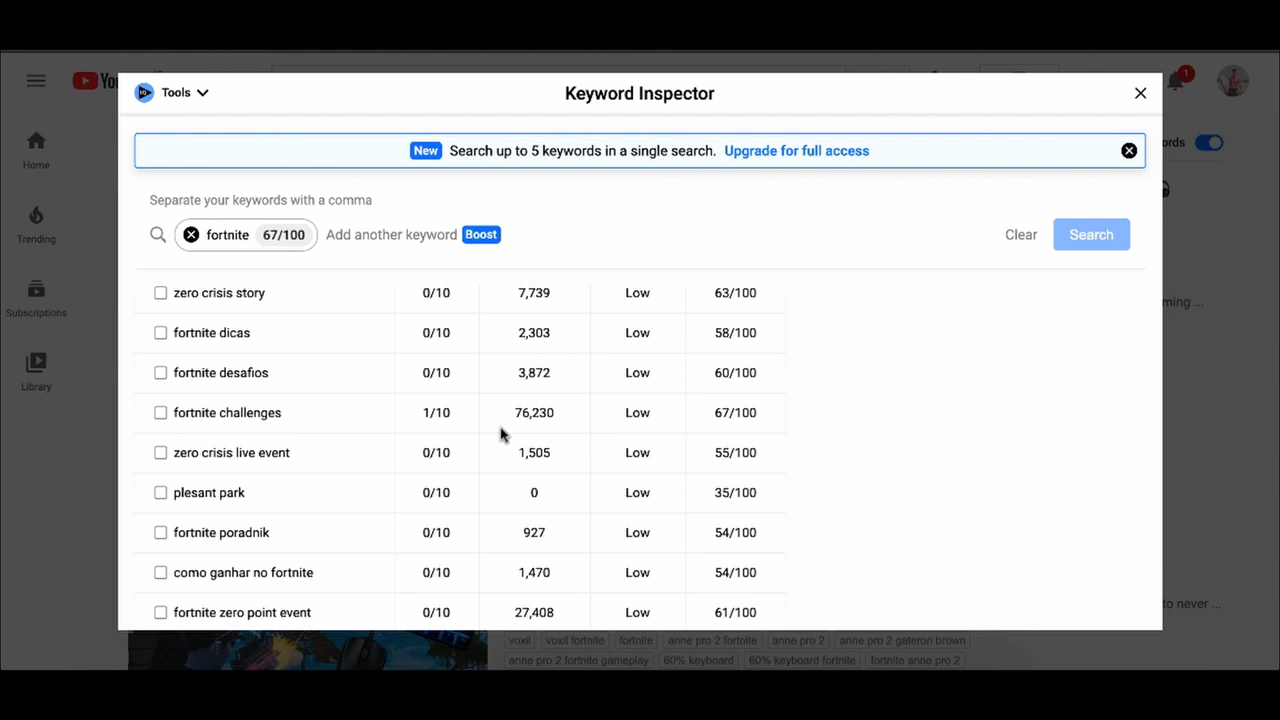 You
1
Tools
Keyword Inspector
New Search up to 5 keywords in a single search. Upgrade for full access
Home
Trending
Subscriptions
Library
Separate your keywords with a comma
fortnite 67/100 Add another keyword Boost
Clear
Search
zero crisis story 0/10 7,739 Low 63/100
fortnite dicas 0/10 2,303 Low 58/100
fortnite desafios 0/10 3,872 Low 60/100
fortnite challenges 1/10 76,230 Low 67/100
zero crisis live event 0/10 1,505 Low 55/100
plesant park 0/10 0 Low 35/100
fortnite poradnik 0/10 927 Low 54/100
como ganhar no fortnite 0/10 1,470 Low 54/100
fortnite zero point event 0/10 27,408 Low 61/100
to never ...
voxil voxil fortnite fortnite anne pro 2 fortnite anne pro 2 anne pro 2 gateron brown
anne pro 2 fortnite gameplay 60% keyboard 60% keyboard fortnite fortnite anne pro 2